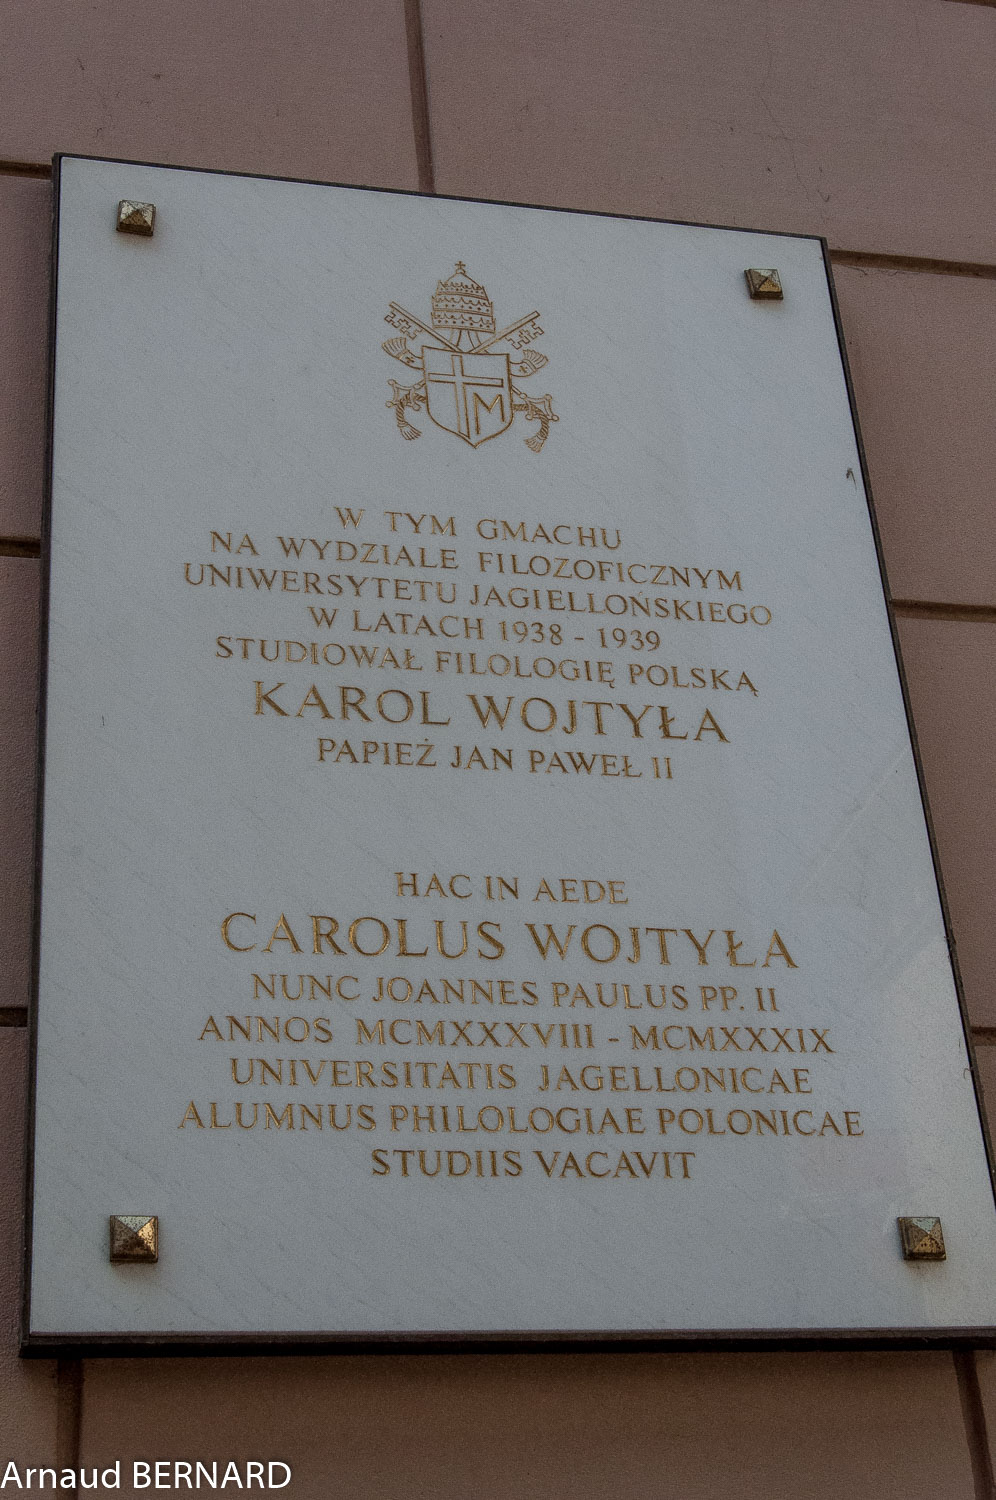 M
W TYM GMACHU
NA WYDZIALE FILOZOFICZNYM
UNIWERSYTETU JAGIELLOŃSKIEGO
W LATACH 1938 - 1939
STUDIOWAŁ FILOLOGIĘ POLSKĄ
KAROL WOJTYŁA
PAPIEŻ JAN PAWEŁ II
HAC IN AEDE
CAROLUS WOJTYŁA
NUNC JOANNES PAULUS PP. II
ANNOS MCMXXXVIII - MCMXXXIX
UNIVERSITATIS JAGELLONICAE
ALUMNUS PHILOLOGIAE POLONICAE
STUDIIS VACAVIT
Arnaud BERNARD